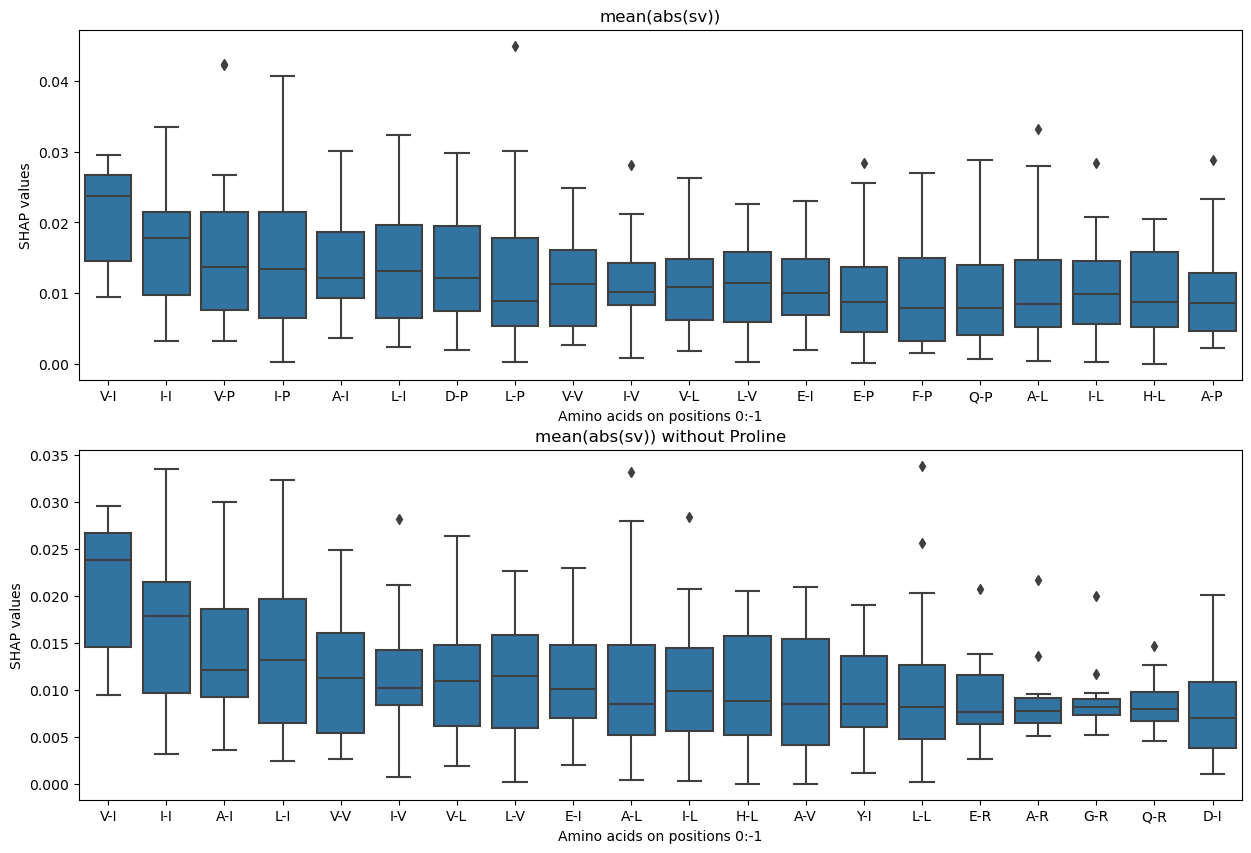 mean(abs(sv))
0.04
0.03
0.02
0.01
0.00
SHAP values
V-I I-I V-P I-P A-I L-I D-P L-P V-V I-V V-L L-V E-I E-P F-P Q-P A-L I-L H-L A-P
Amino acids on positions 0:-1
mean(abs(sv)) without Proline
0.035
0.030
0.025
0.020
0.015
0.010
0.005
0.000
SHAP values
V-I I-I A-I L-I V-V I-V V-L L-V E-I A-L I-L H-L A-V Y-I L-L E-R A-R G-R Q-R D-I
Amino acids on positions 0:-1